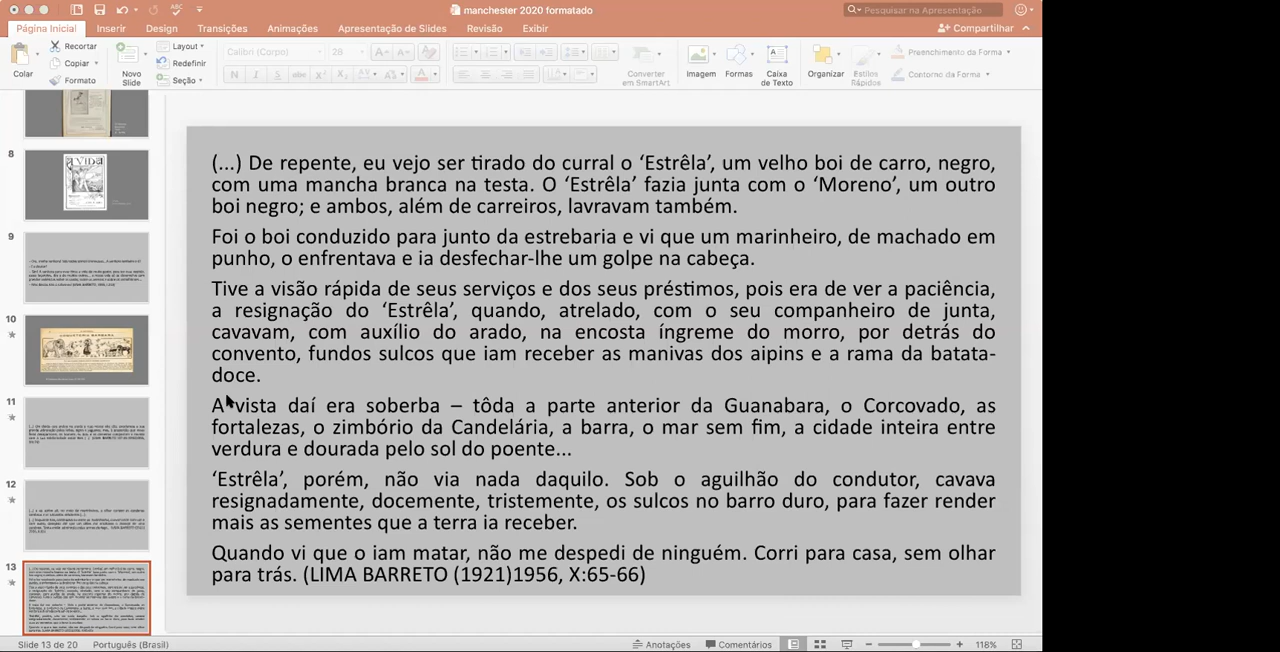 manchester 2020 formatado
Pesquisar na Apresentação
Página Inicial Inserir Design Transições Animações Apresentação de Slides Revisão Exibir
Compartilhar
Colar
Recortar
Copiar
Formato
Novo Slide
Layout
Redefinir
Seção
Calibri (Corpo) 28
Converter em SmartArt
Imagem
Formas
Caixa de Texto
Organizar
Estilos Rápidos
Preenchimento da Forma
Contorno da Forma
8
9
10
11
12
13
(...) De repente, eu vejo ser tirado do curral o ‘Estrêla’, um velho boi de carro, negro,
com uma mancha branca na testa. O ‘Estrêla’ fazia junta com o ‘Moreno’, um outro
boi negro; e ambos, além de carreiros, lavravam também.
Foi o boi conduzido para junto da estrebaria e vi que um marinheiro, de machado em
punho, o enfrentava e ia desfechar-lhe um golpe na cabeça.
Tive a visão rápida de seus serviços e dos seus préstimos, pois era de ver a paciência,
a resignação do ‘Estrêla’, quando, atrelado, com o seu companheiro de junta,
cavavam, com auxílio do arado, na encosta íngreme do morro, por detrás do
convento, fundos sulcos que iam receber as manivas dos aipins e a rama da batata-
doce.
A vista daí era soberba – tôda a parte anterior da Guanabara, o Corcovado, as
fortalezas, o zimbório da Candelária, a barra, o mar sem fim, a cidade inteira entre
verdura e dourada pelo sol do poente...
‘Estrêla’, porém, não via nada daquilo. Sob o aguilhão do condutor, cavava
resignadamente, docemente, tristemente, os sulcos no barro duro, para fazer render
mais as sementes que a terra ia receber.
Quando vi que o iam matar, não me despedi de ninguém. Corri para casa, sem olhar
para trás. (LIMA BARRETO (1921)1956, X:65-66)
Slide 13 de 20 Português (Brasil)
Anotações Comentários 118%